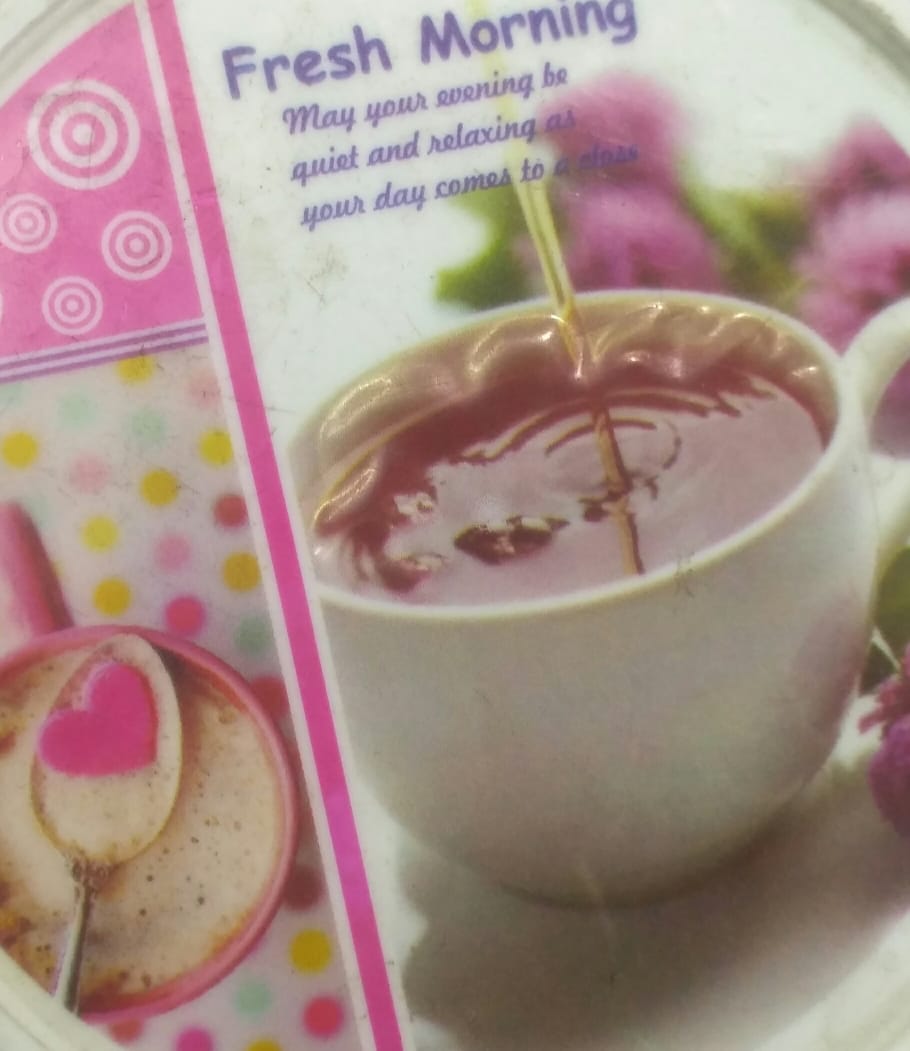 Fresh Morning
May your evening be
quiet and relaxing as
your day comes to a close